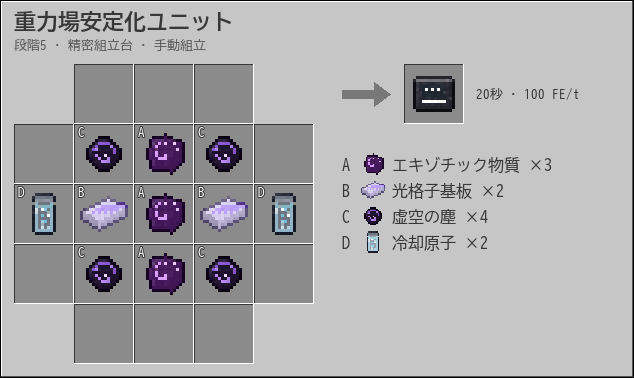 重力場安定化ユニット
段階5 · 精密組立台 · 手動組立
20秒 · 100 FE/t
C A C
D B A B D
C A C
A エキゾチック物質 ×3
B 光格子基板 ×2
C 虚空の塵 ×4
D 冷却原子 ×2